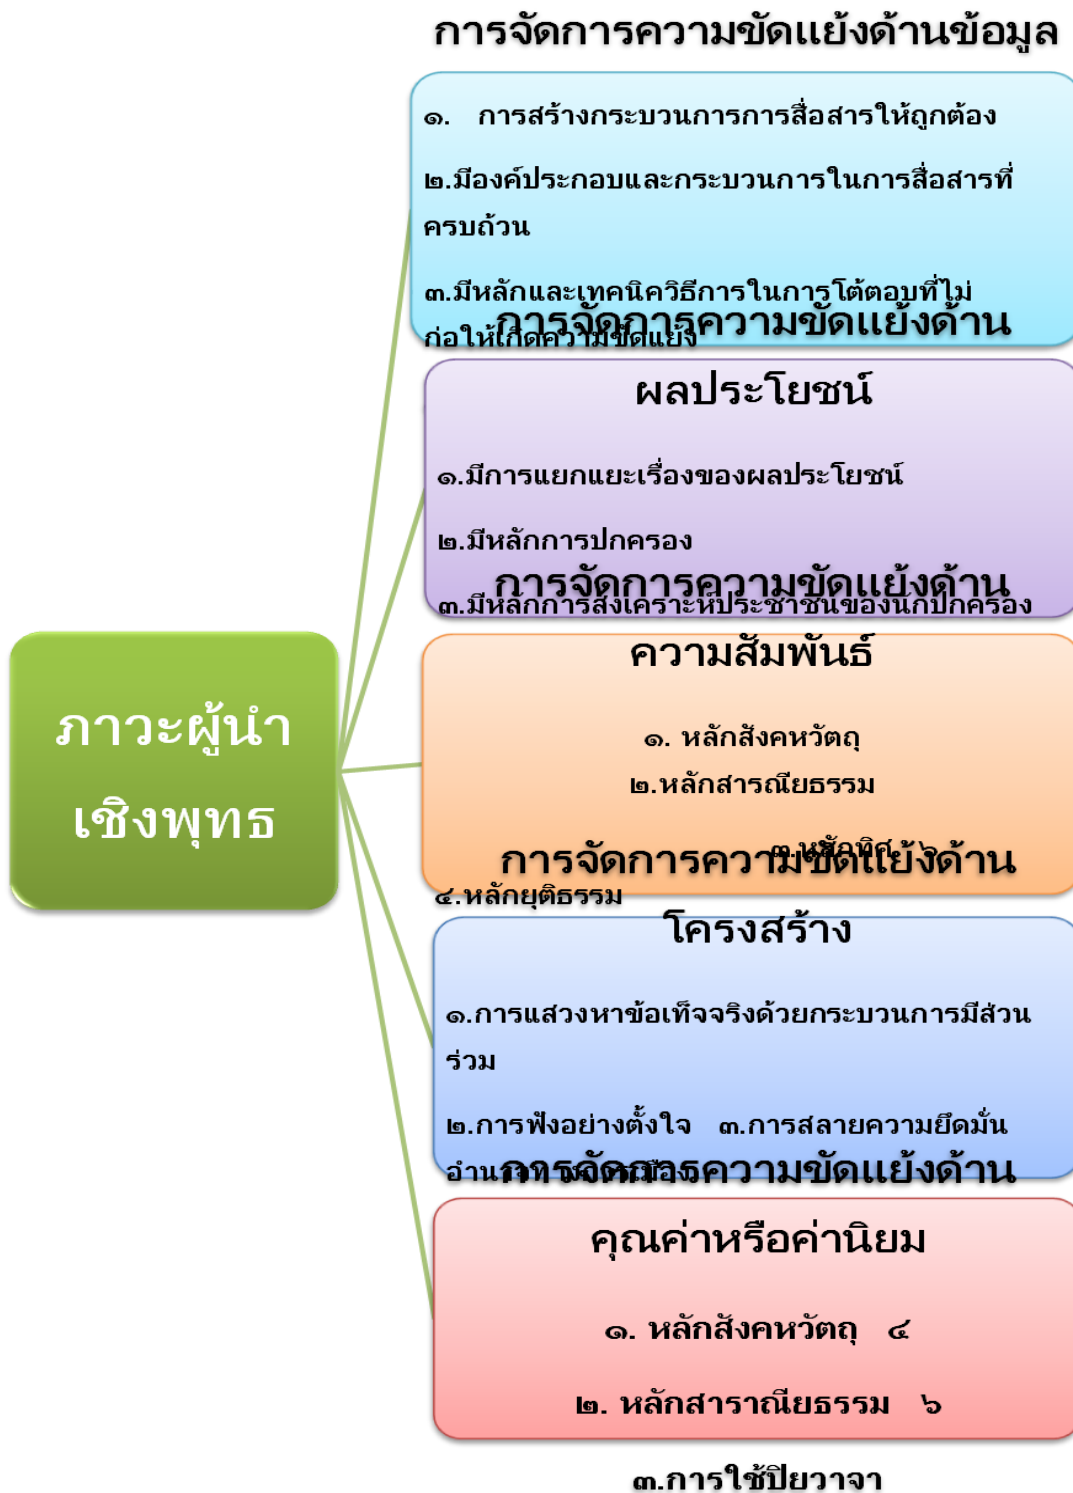 การจัดการความขัดแย้งด้านข้อมูล
๑. การสร้างกระบวนการการสื่อสารให้ถูกต้อง
๒.มีองค์ประกอบและกระบวนการในการสื่อสารที่
ครบถ้วน
๓.มีหลักและเทคนิควิธีการในการโต้ตอบที่ไม่
ก่อให้เกิดความขัดแย้ง
การจัดการความขัดแย้งด้าน
ผลประโยชน์
๑.มีการแยกแยะเรื่องของผลประโยชน์
๒.มีหลักการปกครอง
๓.มีหลักการสงเคราะห์ประชาชนของนักปกครอง
การจัดการความขัดแย้งด้าน
ความสัมพันธ์
๑. หลักสังคหวัตถุ
๒.หลักสารณียธรรม
๓.หลักทิศ ๖
๔.หลักยุติธรรม
ภาวะผู้นำ
เชิงพุทธ
การจัดการความขัดแย้งด้าน
โครงสร้าง
๑.การแสวงหาข้อเท็จจริงด้วยกระบวนการมีส่วน
ร่วม
๒.การฟังอย่างตั้งใจ ๓.การสลายความยึดมั่น
อำนาจทางการเมือง
การจัดการความขัดแย้งด้าน
คุณค่าหรือค่านิยม
๑. หลักสังคหวัตถุ ๔
๒. หลักสาราณียธรรม ๖
๓.การใช้ปิยวาจา